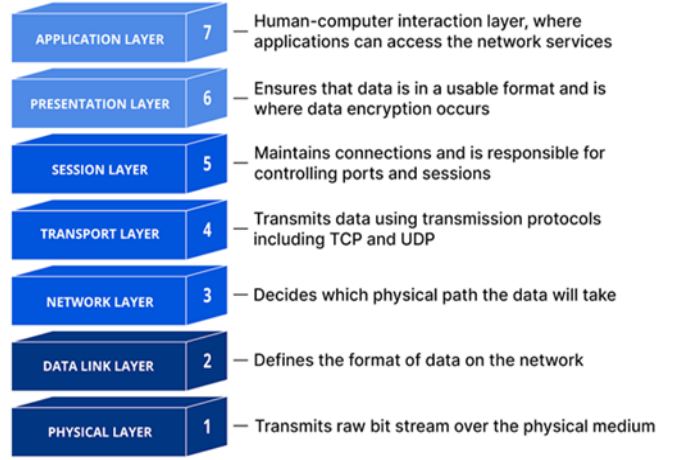 APPLICATION LAYER 7
Human-computer interaction layer, where
applications can access the network services
PRESENTATION LAYER 6
Ensures that data is in a usable format and is
where data encryption occurs
SESSION LAYER 5
Maintains connections and is responsible for
controlling ports and sessions
TRANSPORT LAYER 4
Transmits data using transmission protocols
including TCP and UDP
NETWORK LAYER 3
Decides which physical path the data will take
DATA LINK LAYER 2
Defines the format of data on the network
PHYSICAL LAYER 1
Transmits raw bit stream over the physical medium